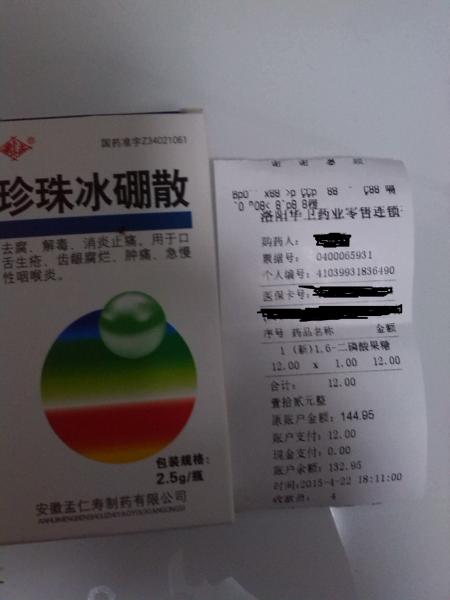 国药准字Z34021061
珍珠冰硼散
去腐、解毒、消炎止痛。用于口
舌生疮、齿龈腐烂、肿痛、急慢
性咽喉炎。
包装规格:
2.5g/瓶
安徽孟仁寿制药有限公司
ANHUIMENGRENSHOUZHIYAOYOUXIANGONGSI
洛阳华卫药业零售连锁
购药人:
票据号: 0400065931
个人编号: 41039931836490
医保卡号:
序号 药品名称 金额
1 (新)1,6-二磷酸果糖
12.00 x 1.00 12.00
合计: 12.00
壹拾贰元整
原账户金额: 144.95
账户支付: 12.00
现金支付: 0.00
账户余额: 132.95
时间:2015-4-22 18:11:00
收款员: 4